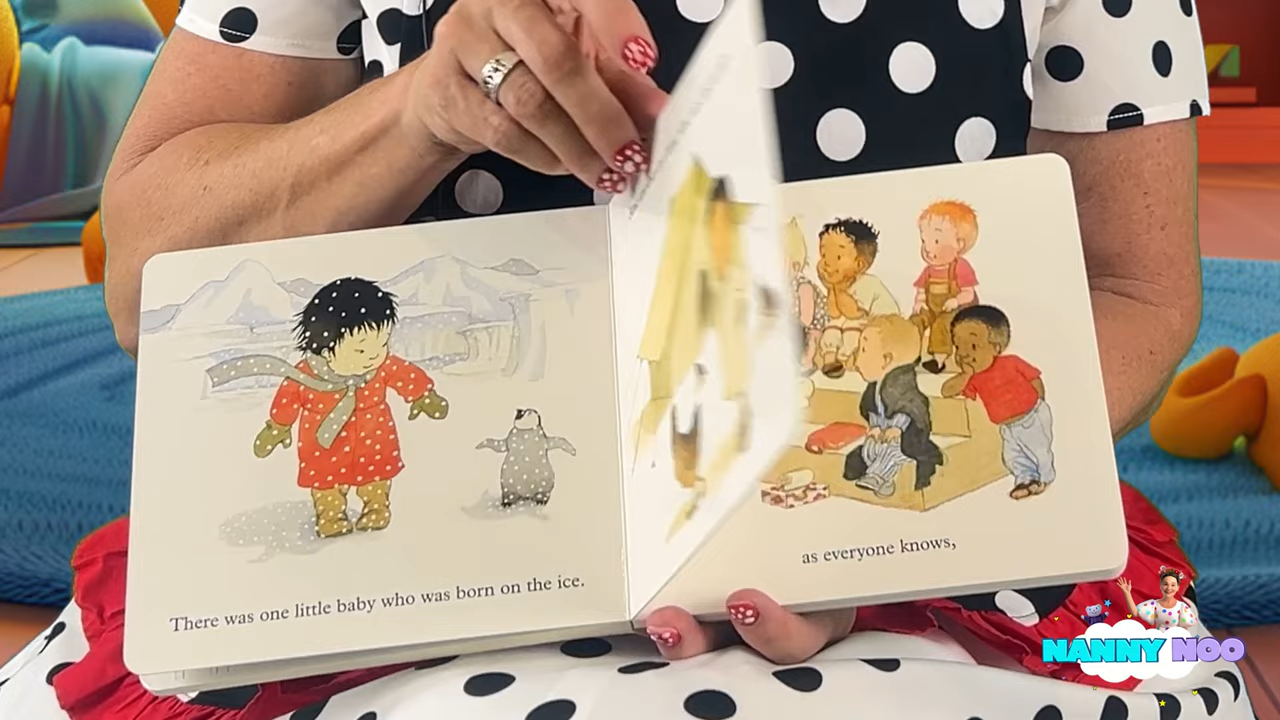 There was one little baby who was born on the ice.
as everyone knows,
NANNY NOO